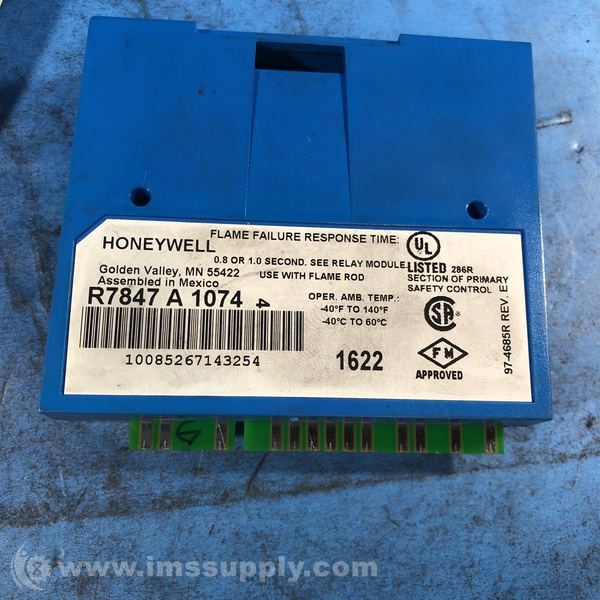 FLAME FAILURE RESPONSE TIME:
HONEYWELL
0.8 OR 1.0 SECOND. SEE RELAY MODULE
Golden Valley, MN 55422
USE WITH FLAME ROD
Assembled in Mexico
R7847 A 1074 4
OPER. AMB. TEMP.:
-40°F TO 140°F
-40°C TO 60°C
10085267143254
1622
UL
LISTED 286R
SECTION OF PRIMARY
SAFETY CONTROL
SA
FM
APPROVED
97-4685R REV. E
www.imssupply.com